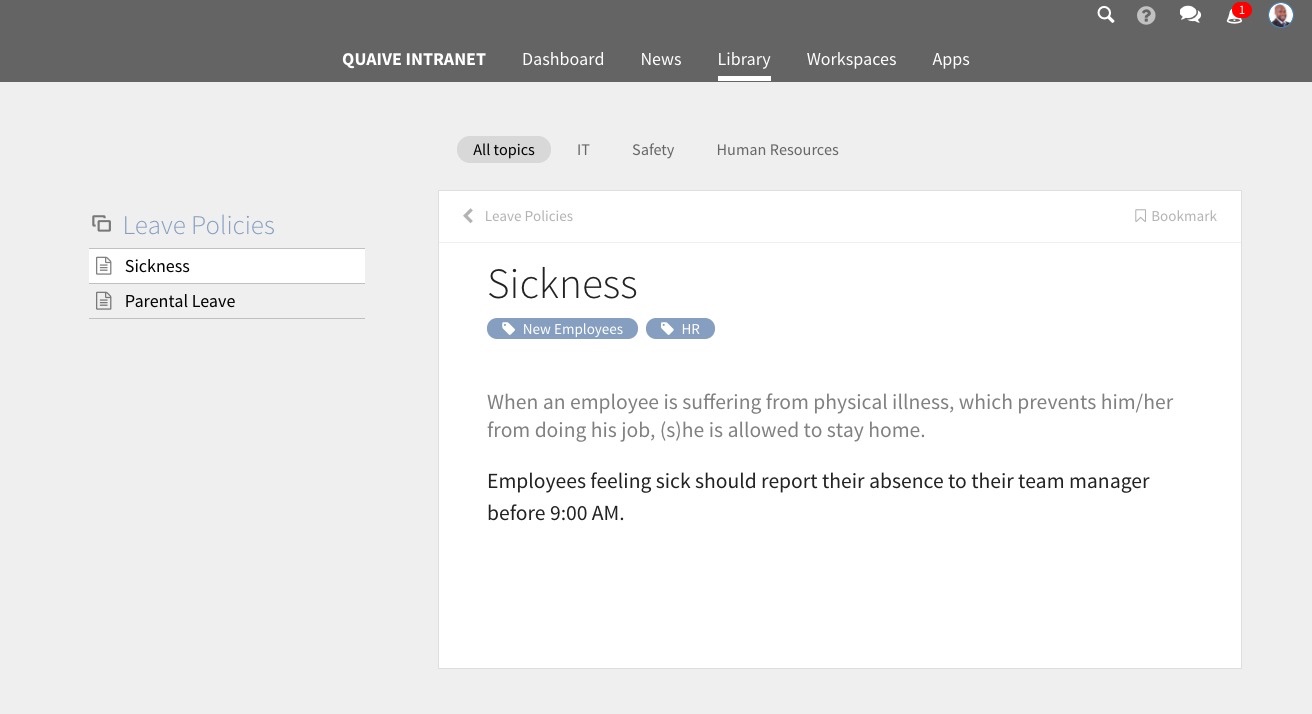 1
QUAIVE INTRANET Dashboard News Library Workspaces Apps
All topics IT Safety Human Resources
Leave Policies
Sickness
Parental Leave
Leave Policies Bookmark
Sickness
New Employees HR
When an employee is suffering from physical illness, which prevents him/her
from doing his job, (s)he is allowed to stay home.
Employees feeling sick should report their absence to their team manager
before 9:00 AM.